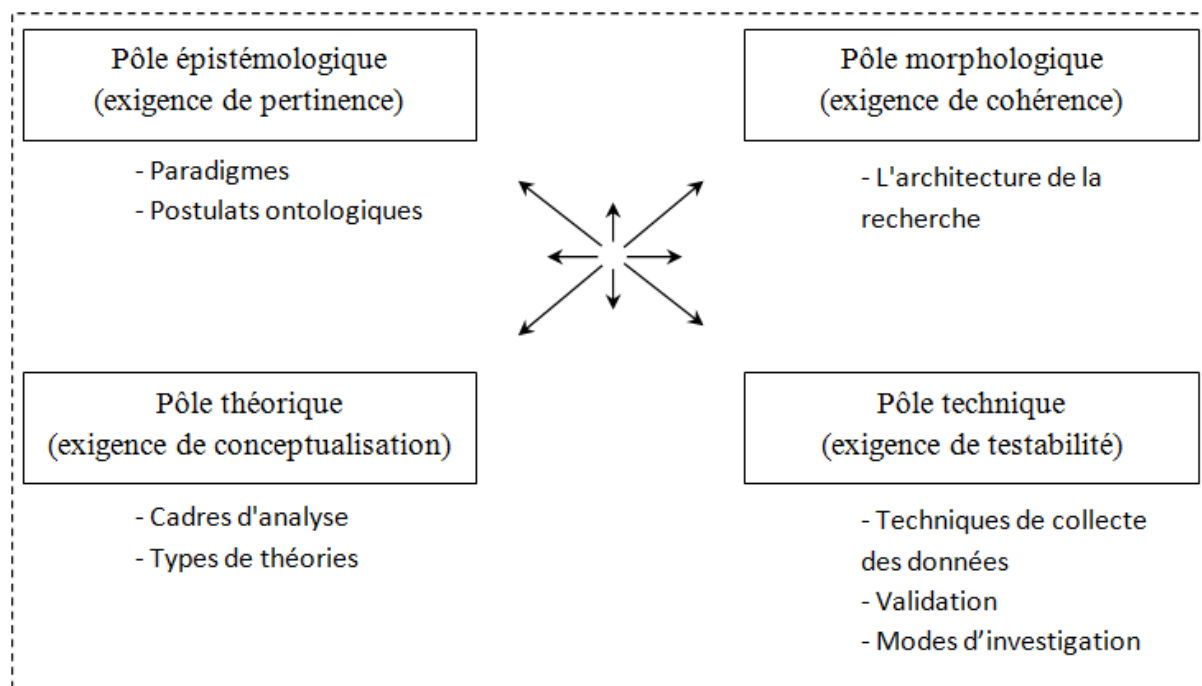 Pôle épistémologique
(exigence de pertinence)
- Paradigmes
- Postulats ontologiques
Pôle morphologique
(exigence de cohérence)
- L'architecture de la
recherche
Pôle théorique
(exigence de conceptualisation)
- Cadres d'analyse
- Types de théories
Pôle technique
(exigence de testabilité)
- Techniques de collecte
des données
- Validation
- Modes d’investigation